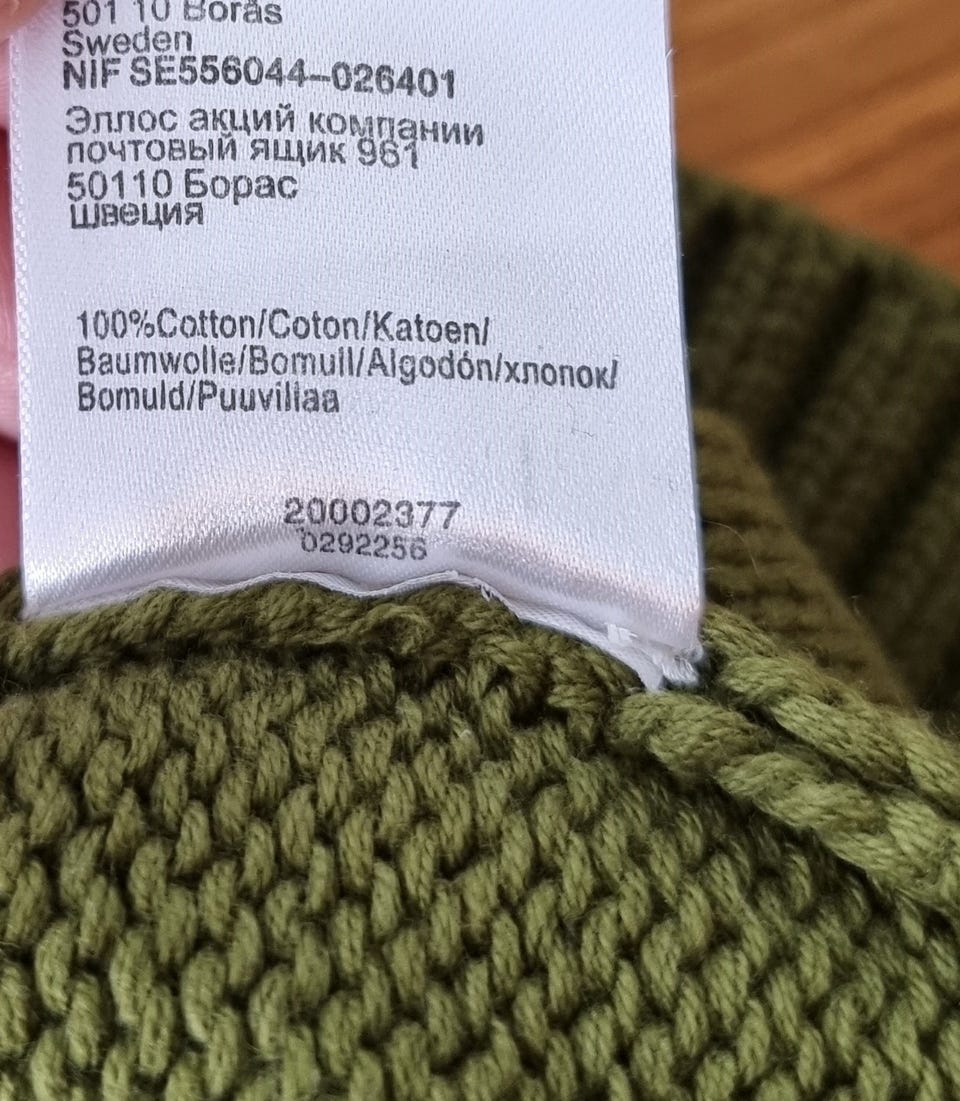 501 10 Borås
Sweden
NIF SE556044-026401
Эллос акций компании
почтовый ящик 961
50110 Борас
Швеция
100%Cotton/Coton/Katoen/
Baumwolle/Bomull/Algodón/хлопок/
Bomuld/Puuvillaa
20002377
0292256